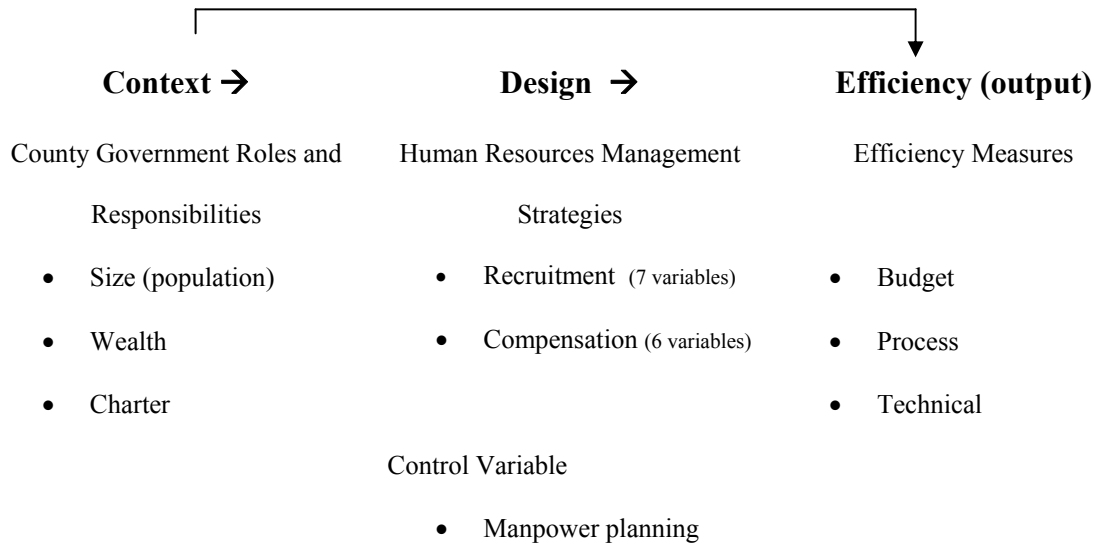 Context → Design → Efficiency (output)
County Government Roles and Human Resources Management Efficiency Measures
Responsibilities Strategies
• Size (population) • Recruitment (7 variables) • Budget
• Wealth • Compensation (6 variables) • Process
• Charter • Technical
Control Variable
• Manpower planning